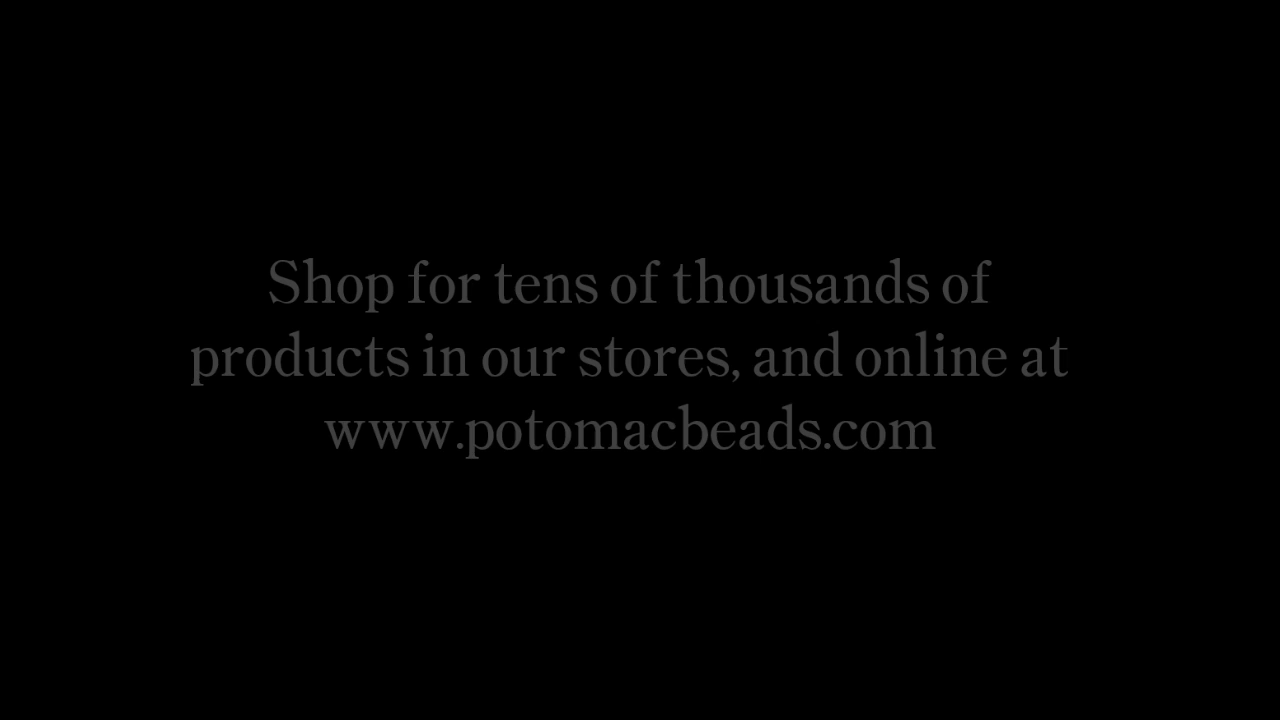 Shop for tens of thousands of
products in our stores, and online at
www.potomacbeads.com